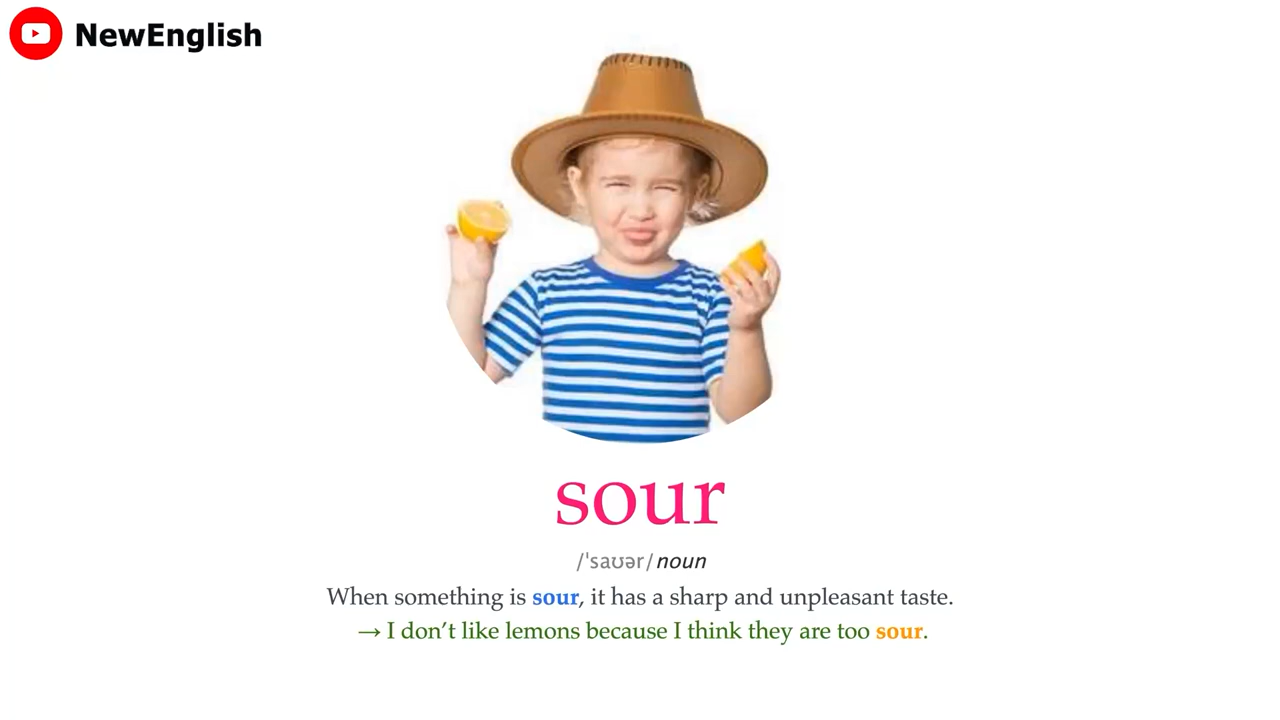 NewEnglish
sour
/ˈsaʊər/ noun
When something is sour, it has a sharp and unpleasant taste.
→ I don’t like lemons because I think they are too sour.